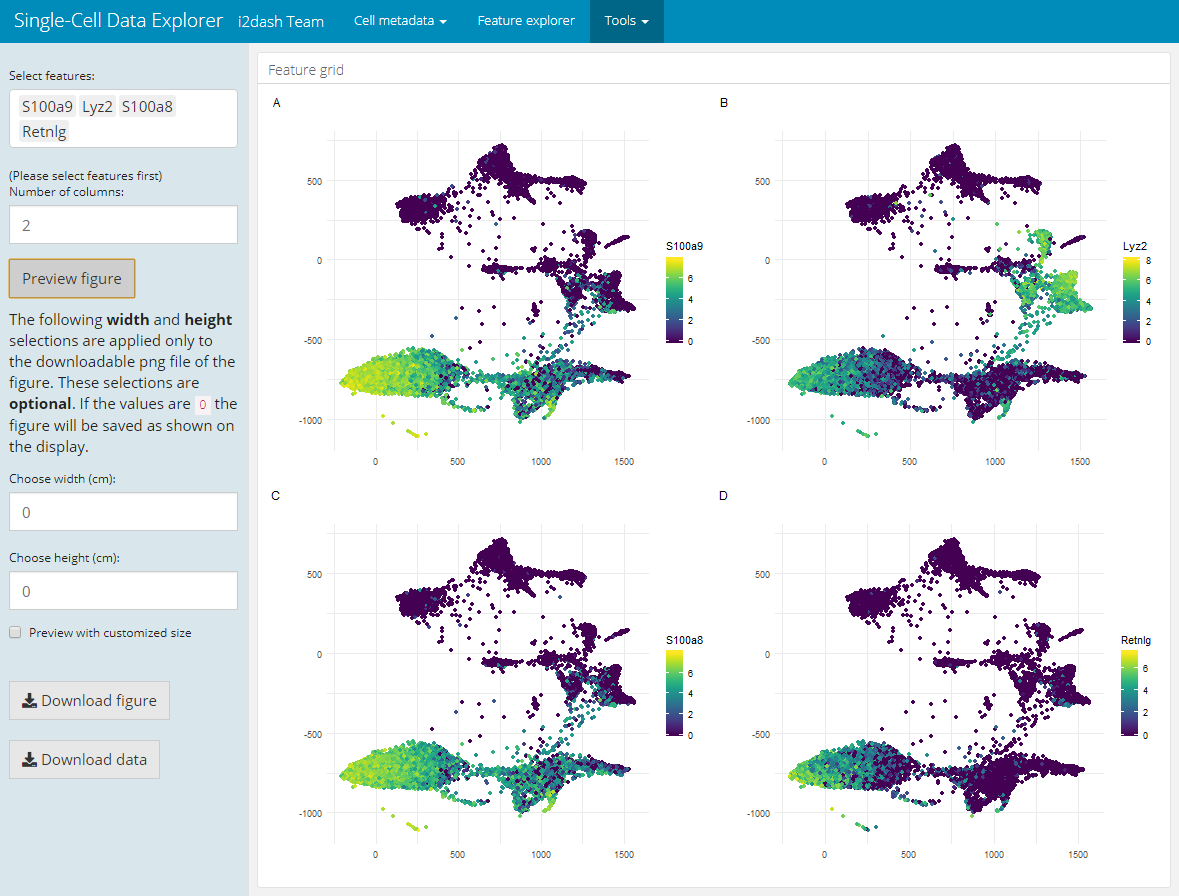 Single-Cell Data Explorer i2dash Team Cell metadata Feature explorer Tools
Select features:
S100a9 Lyz2 S100a8
Retnlg
(Please select features first)
Number of columns:
2
Preview figure
The following width and height
selections are applied only to
the downloadable png file of the
figure. These selections are
optional. If the values are 0 the
figure will be saved as shown on
the display.
Choose width (cm):
0
Choose height (cm):
0
Preview with customized size
Download figure
Download data
Feature grid
A
500
0
-500
-1000
0 500 1000 1500
S100a9
6
4
2
0
B
500
0
-500
-1000
0 500 1000 1500
Lyz2
8
6
4
2
0
C
500
0
-500
-1000
0 500 1000 1500
S100a8
6
4
2
0
D
500
0
-500
-1000
0 500 1000 1500
Retnlg
6
4
2
0